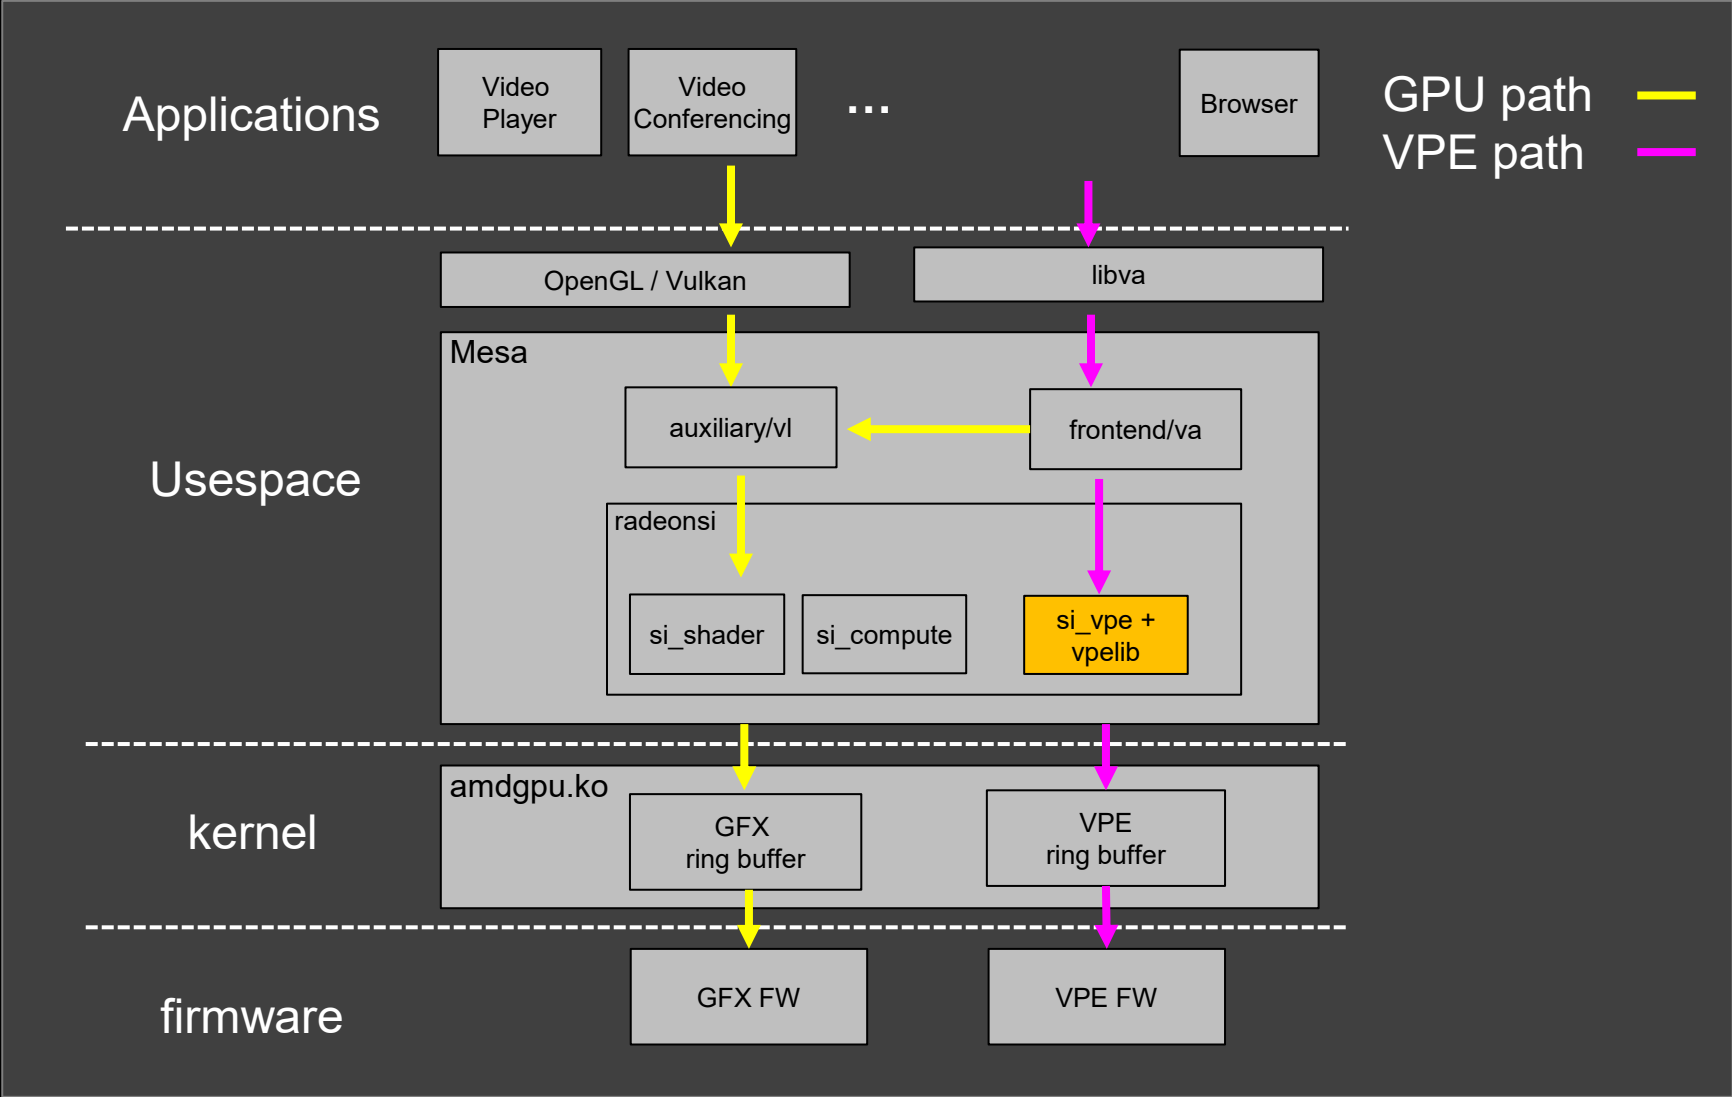 Applications
Video
Player
Video
Conferencing
...
Browser
GPU path
VPE path
OpenGL / Vulkan
libva
Mesa
auxiliary/vl
frontend/va
Usespace
radeonsi
si_shader
si_compute
si_vpe +
vpelib
amdgpu.ko
kernel
GFX
ring buffer
VPE
ring buffer
firmware
GFX FW
VPE FW